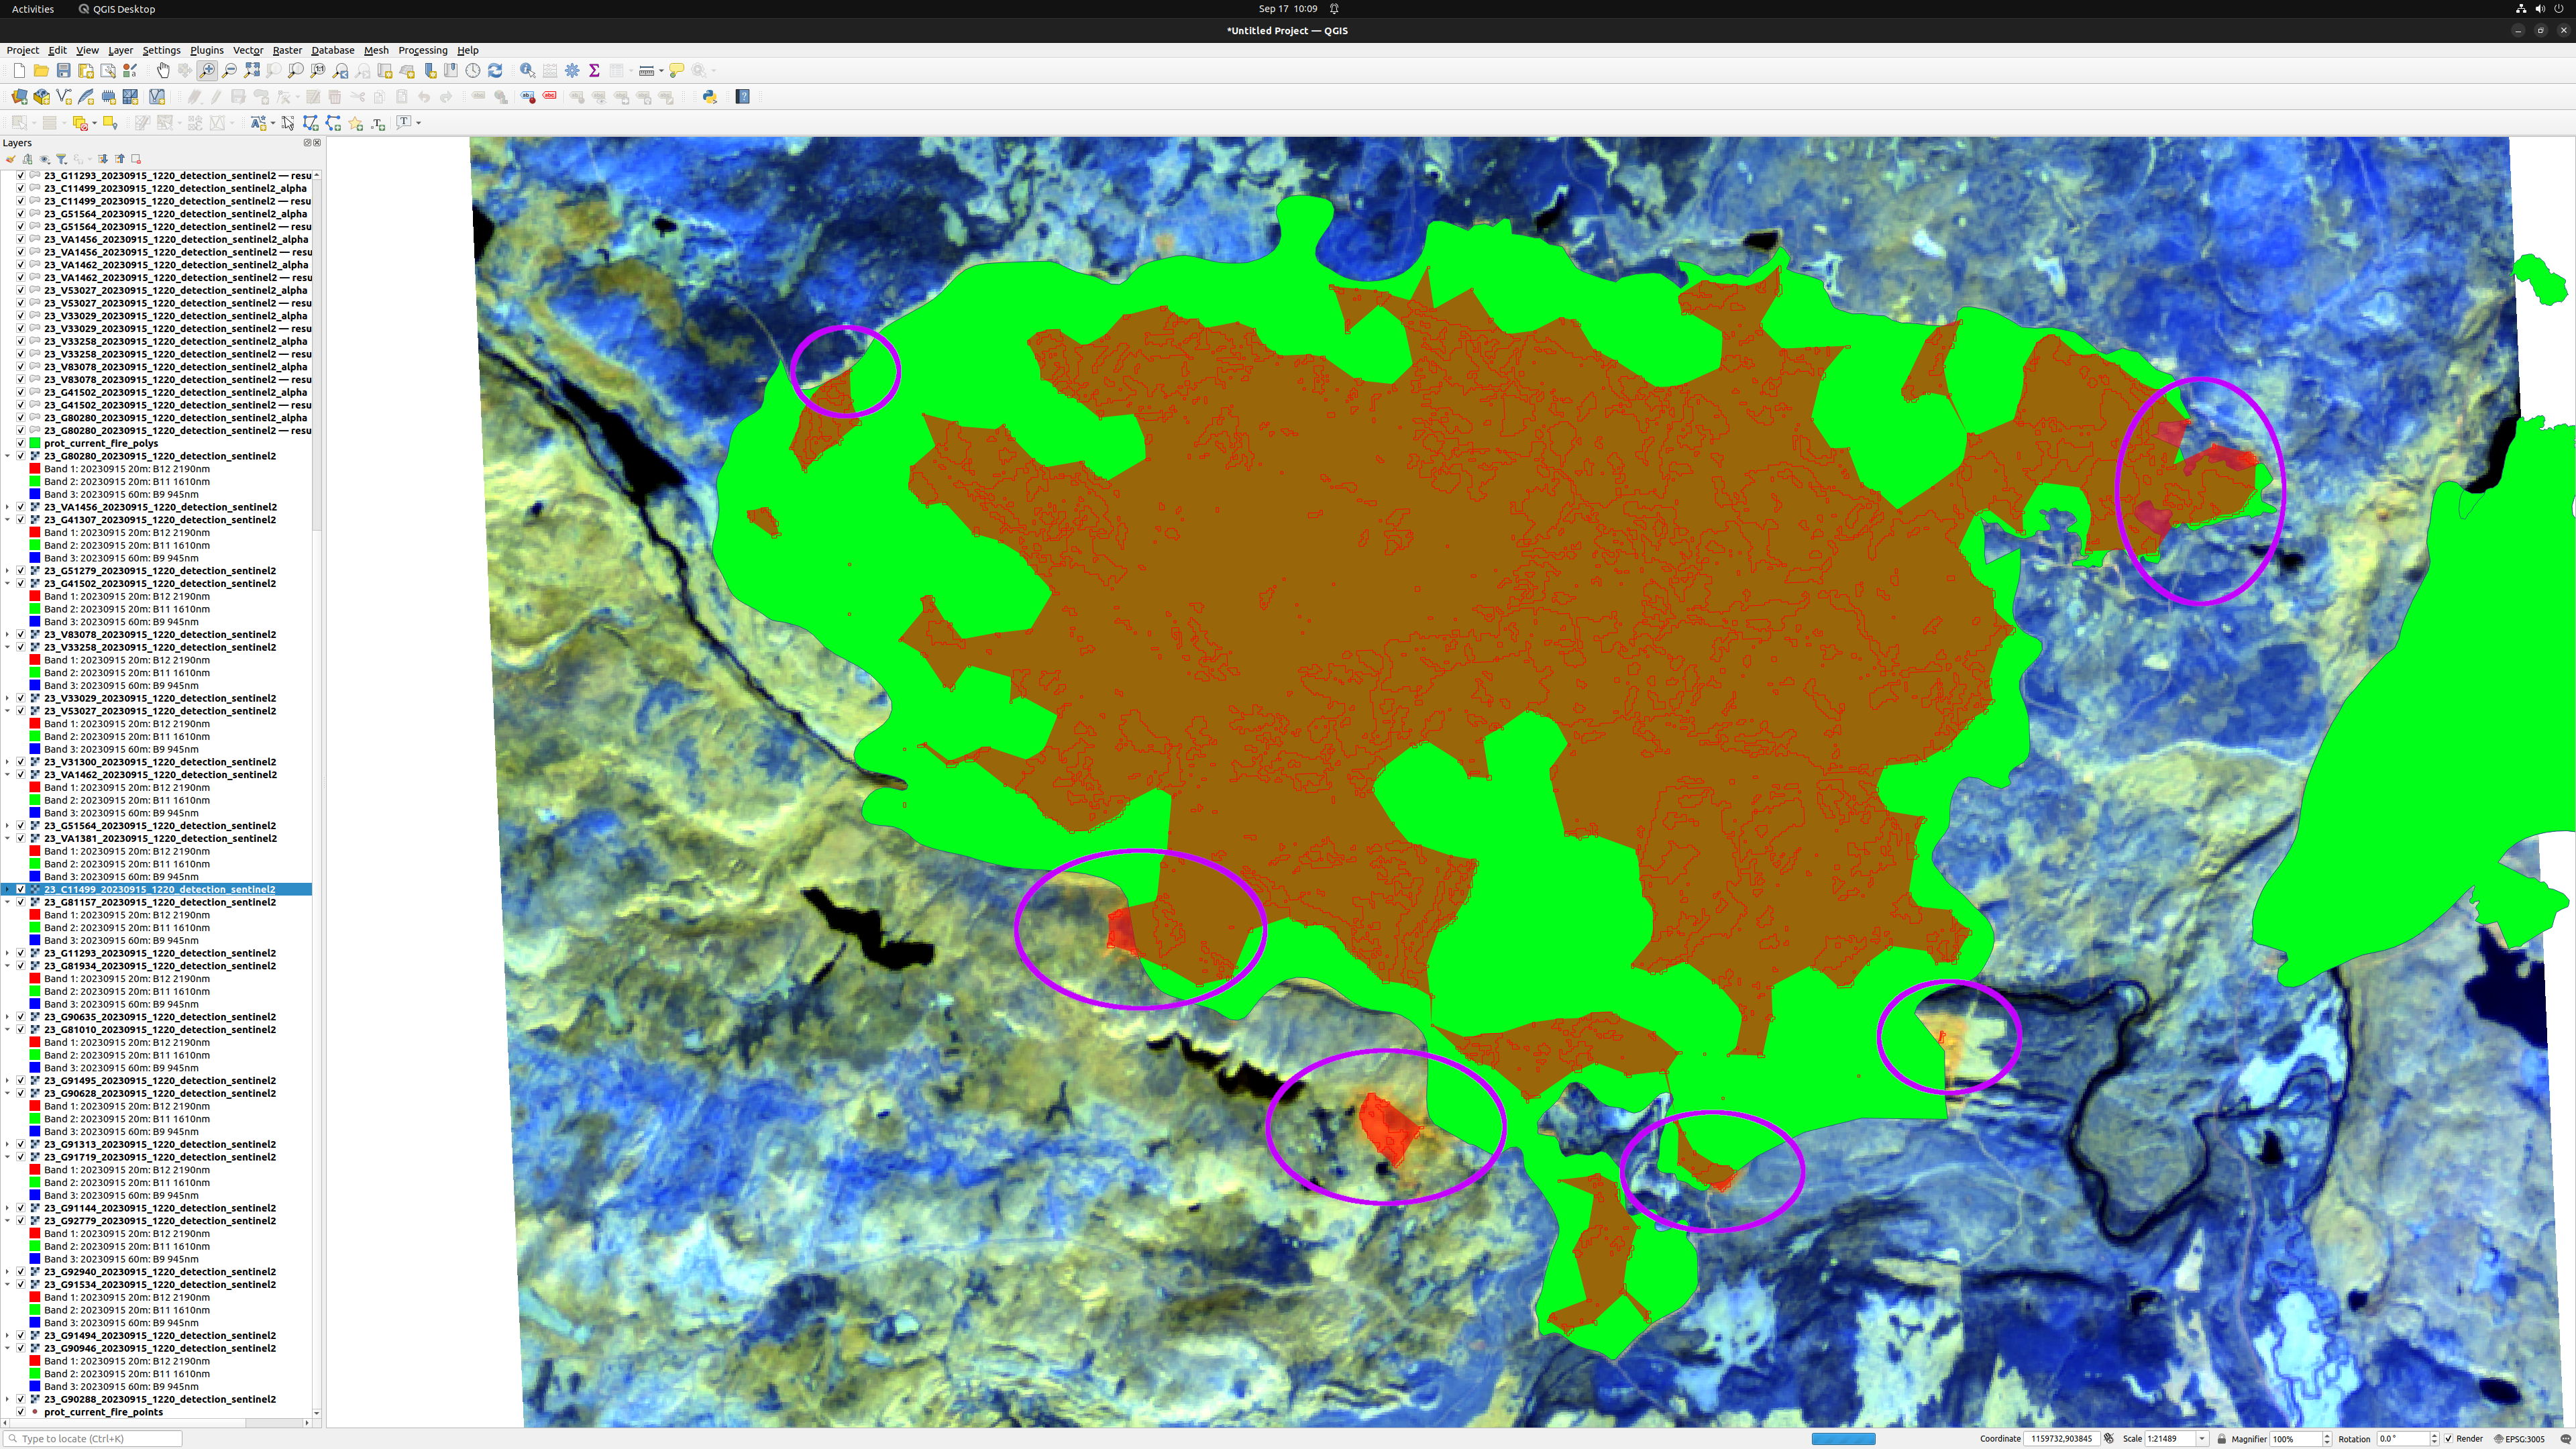 Activities QGIS Desktop Sep 17 10:09
*Untitled Project — QGIS
Project Edit View Layer Settings Plugins Vector Raster Database Mesh Processing Help
Layers
23_G11293_20230915_1220_detection_sentinel2 — resu
23_C11499_20230915_1220_detection_sentinel2_alpha
23_C11499_20230915_1220_detection_sentinel2 — resu
23_G51564_20230915_1220_detection_sentinel2_alpha
23_G51564_20230915_1220_detection_sentinel2 — resu
23_VA1456_20230915_1220_detection_sentinel2_alpha
23_VA1456_20230915_1220_detection_sentinel2 — resu
23_VA1462_20230915_1220_detection_sentinel2_alpha
23_VA1462_20230915_1220_detection_sentinel2 — resu
23_V53027_20230915_1220_detection_sentinel2_alpha
23_V53027_20230915_1220_detection_sentinel2 — resu
23_V33029_20230915_1220_detection_sentinel2_alpha
23_V33029_20230915_1220_detection_sentinel2 — resu
23_V33258_20230915_1220_detection_sentinel2_alpha
23_V33258_20230915_1220_detection_sentinel2 — resu
23_V83078_20230915_1220_detection_sentinel2_alpha
23_V83078_20230915_1220_detection_sentinel2 — resu
23_G41502_20230915_1220_detection_sentinel2_alpha
23_G41502_20230915_1220_detection_sentinel2 — resu
23_G80280_20230915_1220_detection_sentinel2_alpha
23_G80280_20230915_1220_detection_sentinel2 — resu
prot_current_fire_polys
23_G80280_20230915_1220_detection_sentinel2
Band 1: 20230915 20m: B12 2190nm
Band 2: 20230915 20m: B11 1610nm
Band 3: 20230915 60m: B9 945nm
23_VA1456_20230915_1220_detection_sentinel2
23_G41307_20230915_1220_detection_sentinel2
Band 1: 20230915 20m: B12 2190nm
Band 2: 20230915 20m: B11 1610nm
Band 3: 20230915 60m: B9 945nm
23_G51279_20230915_1220_detection_sentinel2
23_G41502_20230915_1220_detection_sentinel2
Band 1: 20230915 20m: B12 2190nm
Band 2: 20230915 20m: B11 1610nm
Band 3: 20230915 60m: B9 945nm
23_V83078_20230915_1220_detection_sentinel2
23_V33258_20230915_1220_detection_sentinel2
Band 1: 20230915 20m: B12 2190nm
Band 2: 20230915 20m: B11 1610nm
Band 3: 20230915 60m: B9 945nm
23_V33029_20230915_1220_detection_sentinel2
23_V53027_20230915_1220_detection_sentinel2
Band 1: 20230915 20m: B12 2190nm
Band 2: 20230915 20m: B11 1610nm
Band 3: 20230915 60m: B9 945nm
23_V31300_20230915_1220_detection_sentinel2
23_VA1462_20230915_1220_detection_sentinel2
Band 1: 20230915 20m: B12 2190nm
Band 2: 20230915 20m: B11 1610nm
Band 3: 20230915 60m: B9 945nm
23_G51564_20230915_1220_detection_sentinel2
23_VA1381_20230915_1220_detection_sentinel2
Band 1: 20230915 20m: B12 2190nm
Band 2: 20230915 20m: B11 1610nm
Band 3: 20230915 60m: B9 945nm
23_C11499_20230915_1220_detection_sentinel2
23_G81157_20230915_1220_detection_sentinel2
Band 1: 20230915 20m: B12 2190nm
Band 2: 20230915 20m: B11 1610nm
Band 3: 20230915 60m: B9 945nm
23_G11293_20230915_1220_detection_sentinel2
23_G81934_20230915_1220_detection_sentinel2
Band 1: 20230915 20m: B12 2190nm
Band 2: 20230915 20m: B11 1610nm
Band 3: 20230915 60m: B9 945nm
23_G90635_20230915_1220_detection_sentinel2
23_G81010_20230915_1220_detection_sentinel2
Band 1: 20230915 20m: B12 2190nm
Band 2: 20230915 20m: B11 1610nm
Band 3: 20230915 60m: B9 945nm
23_G91495_20230915_1220_detection_sentinel2
23_G90628_20230915_1220_detection_sentinel2
Band 1: 20230915 20m: B12 2190nm
Band 2: 20230915 20m: B11 1610nm
Band 3: 20230915 60m: B9 945nm
23_G91313_20230915_1220_detection_sentinel2
23_G91719_20230915_1220_detection_sentinel2
Band 1: 20230915 20m: B12 2190nm
Band 2: 20230915 20m: B11 1610nm
Band 3: 20230915 60m: B9 945nm
23_G91144_20230915_1220_detection_sentinel2
23_G92779_20230915_1220_detection_sentinel2
Band 1: 20230915 20m: B12 2190nm
Band 2: 20230915 20m: B11 1610nm
Band 3: 20230915 60m: B9 945nm
23_G92940_20230915_1220_detection_sentinel2
23_G91534_20230915_1220_detection_sentinel2
Band 1: 20230915 20m: B12 2190nm
Band 2: 20230915 20m: B11 1610nm
Band 3: 20230915 60m: B9 945nm
23_G91494_20230915_1220_detection_sentinel2
23_G90946_20230915_1220_detection_sentinel2
Band 1: 20230915 20m: B12 2190nm
Band 2: 20230915 20m: B11 1610nm
Band 3: 20230915 60m: B9 945nm
23_G90288_20230915_1220_detection_sentinel2
prot_current_fire_points
Type to locate (Ctrl+K) Coordinate 1159732,903845 Scale 1:21489 Magnifier 100% Rotation 0.0 ° Render EPSG:3005